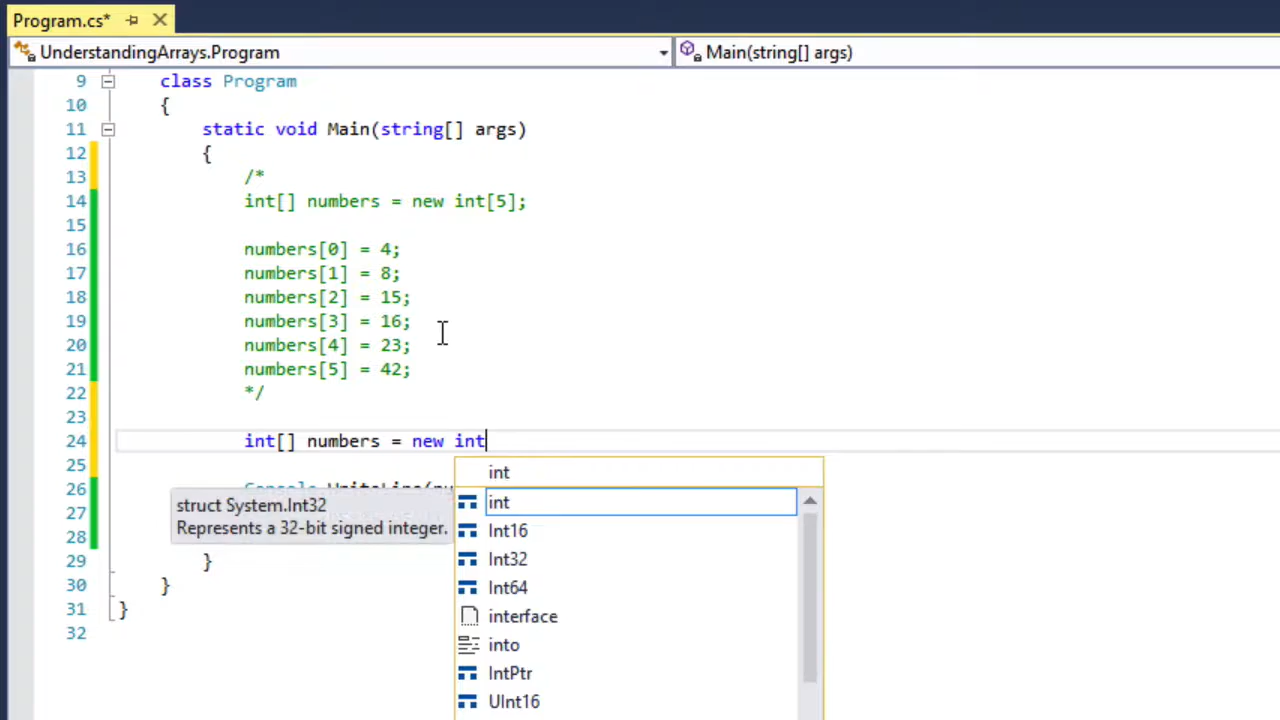 Program.cs*
UnderstandingArrays.Program Main(string[] args)
9 class Program
10 {
11 static void Main(string[] args)
12 {
13 /*
14 int[] numbers = new int[5];
15
16 numbers[0] = 4;
17 numbers[1] = 8;
18 numbers[2] = 15;
19 numbers[3] = 16;
20 numbers[4] = 23;
21 numbers[5] = 42;
22 */
23
24 int[] numbers = new int
25
26
27
28
29 }
30 }
31 }
32
struct System.Int32
Represents a 32-bit signed integer.
int
int
Int16
Int32
Int64
interface
into
IntPtr
UInt16